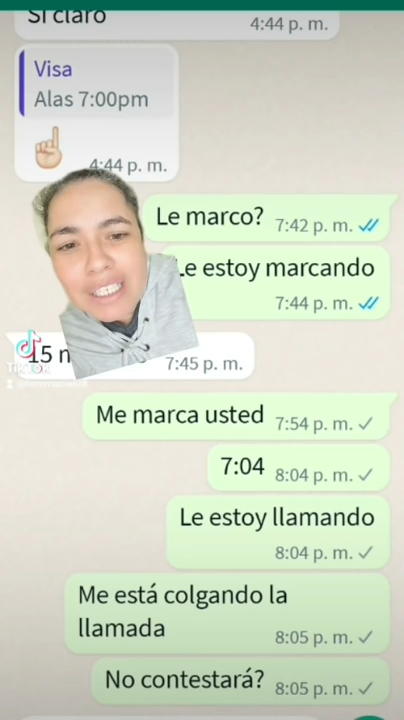 Sí claro
4:44 p. m.
Visa
Alas 7:00pm
4:44 p. m.
Le marco?
7:42 p. m.
Le estoy marcando
7:44 p. m.
15
7:45 p. m.
TikTok
Me marca usted
7:54 p. m.
7:04
8:04 p. m.
Le estoy llamando
8:04 p. m.
Me está colgando la
llamada
8:05 p. m.
No contestará?
8:05 p. m.